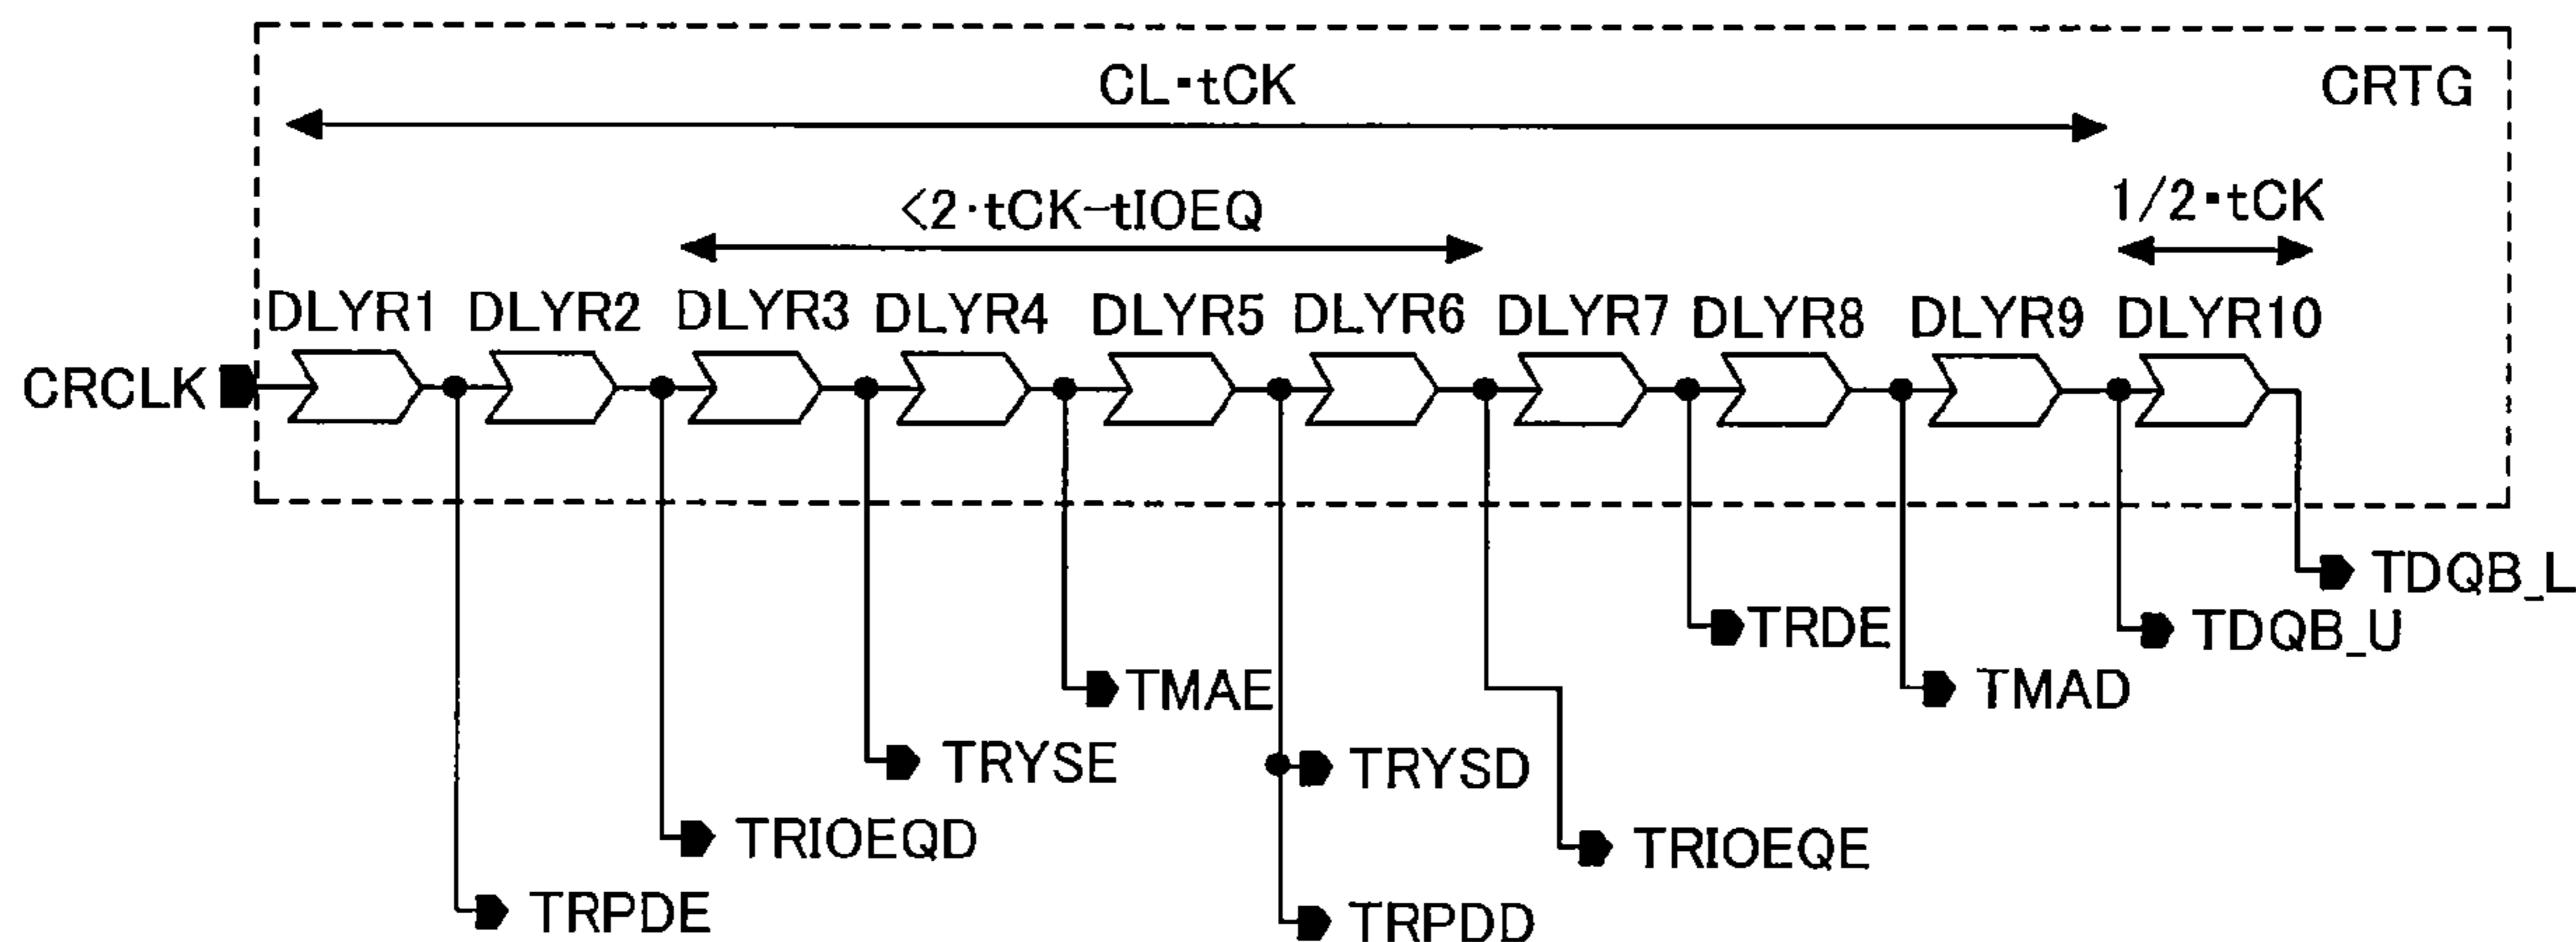 CL・tCK
CRTG
<2・tCK-tIOEQ
1/2・tCK
DLYR1 DLYR2 DLYR3 DLYR4 DLYR5 DLYR6 DLYR7 DLYR8 DLYR9 DLYR10
CRCLK
TDQB_L
TRDE
TDQB_U
TMAE
TMAD
TRYSE
TRYSD
TRIOEQD
TRIOEQE
TRPDE
TRPDD